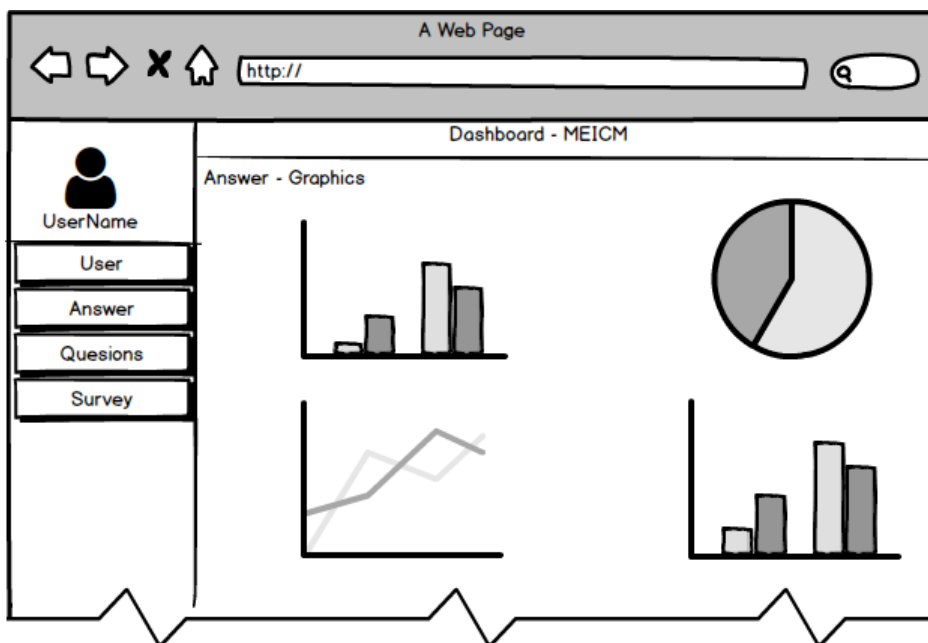 A Web Page
http://
Dashboard - MEICM
Answer - Graphics
UserName
User
Answer
Quesions
Survey